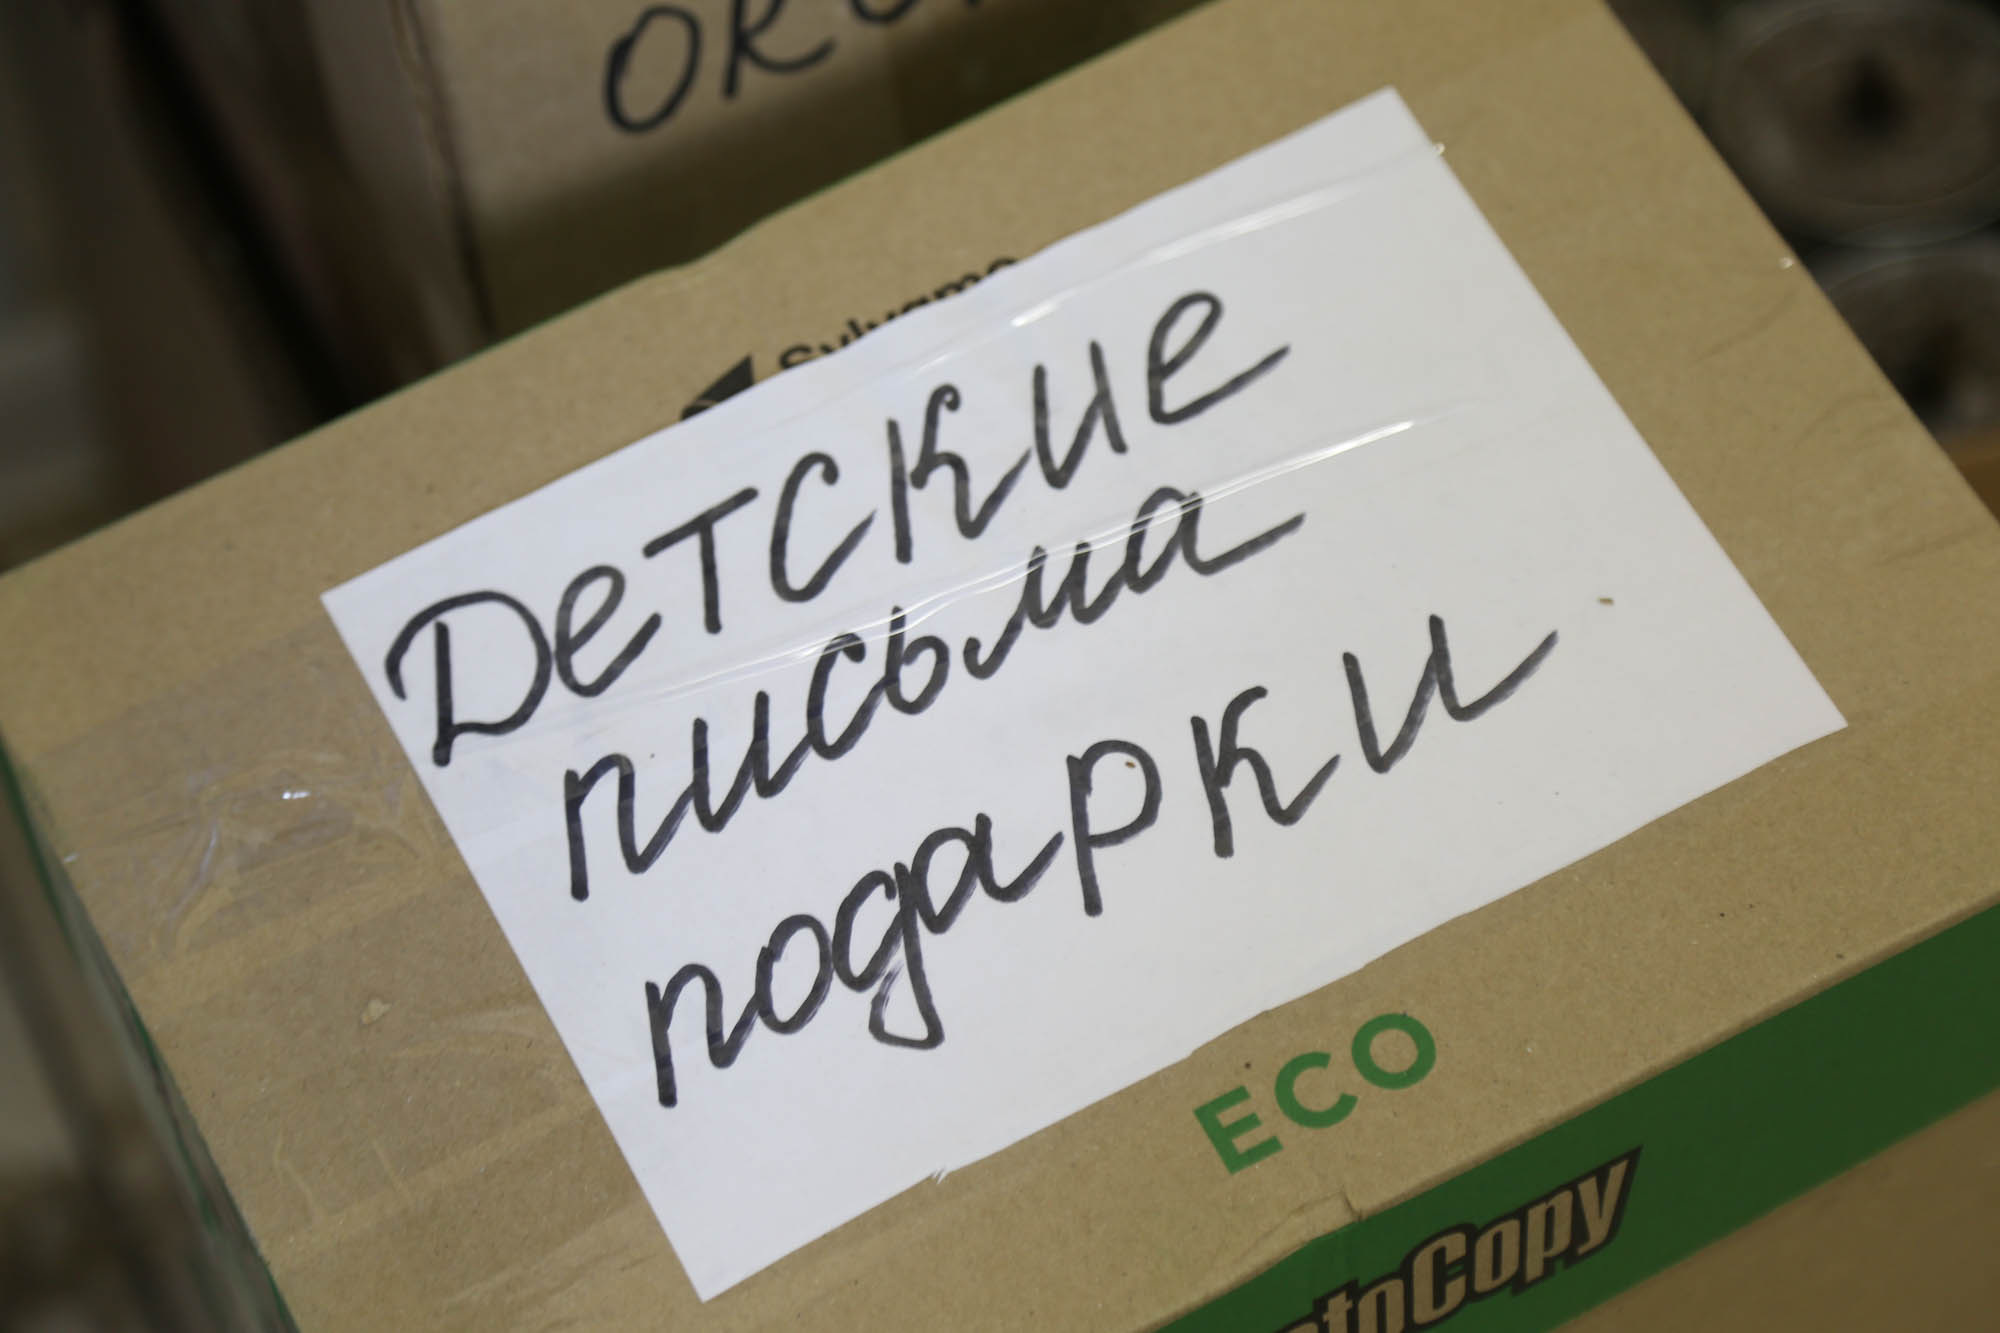 Детские
письма
подарки
ECO